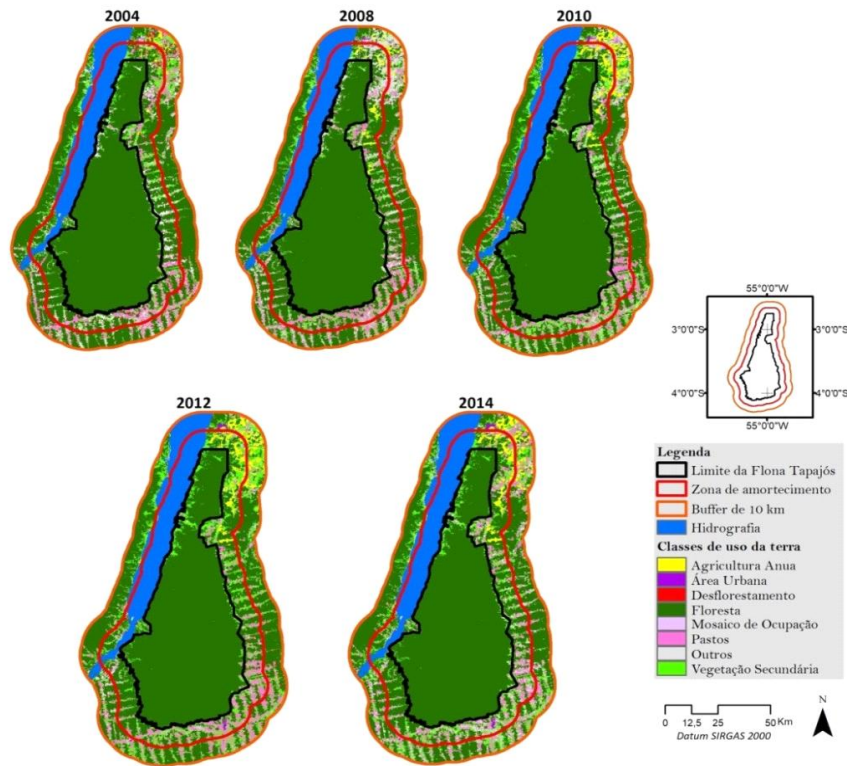 2004
2008
2010
55°0'0"W
3°0'0"S
3°0'0"S
4°0'0"S
4°0'0"S
55°0'0"W
2012
2014
Legenda
Limite da Flona Tapajós
Zona de amortecimento
Buffer de 10 km
Hidrografia
Classes de uso da terra
Agricultura Anua
Área Urbana
Desflorestamento
Floresta
Mosaico de Ocupação
Pastos
Outros
Vegetação Secundária
N
0 12,5 25 50 Km
Datum SIRGAS 2000